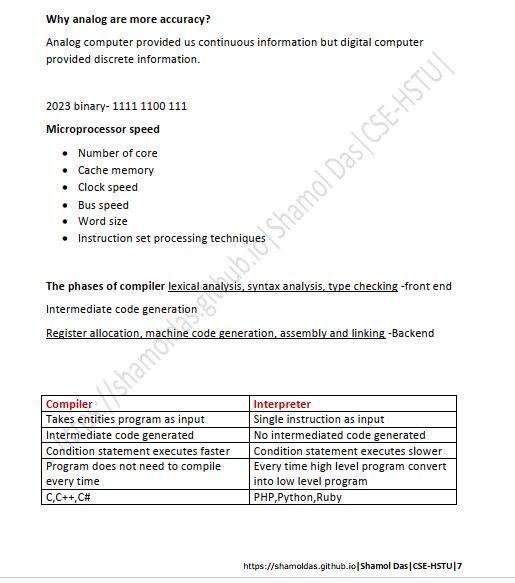 Why analog are more accuracy?
Analog computer provided us continuous information but digital computer
provided discrete information.
2023 binary- 1111 1100 111
Microprocessor speed
• Number of core
• Cache memory
• Clock speed
• Bus speed
• Word size
• Instruction set processing techniques
The phases of compiler lexical analysis, syntax analysis, type checking -front end
Intermediate code generation
Register allocation, machine code generation, assembly and linking -Backend
Compiler Interpreter
Takes entities program as input Single instruction as input
Intermediate code generated No intermediated code generated
Condition statement executes faster Condition statement executes slower
Program does not need to compile Every time high level program convert
every time into low level program
C,C++,C# PHP,Python,Ruby
https://shamoldas.github.io|Shamol Das|CSE-HSTU|
https://shamoldas.github.io|Shamol Das|CSE-HSTU|7